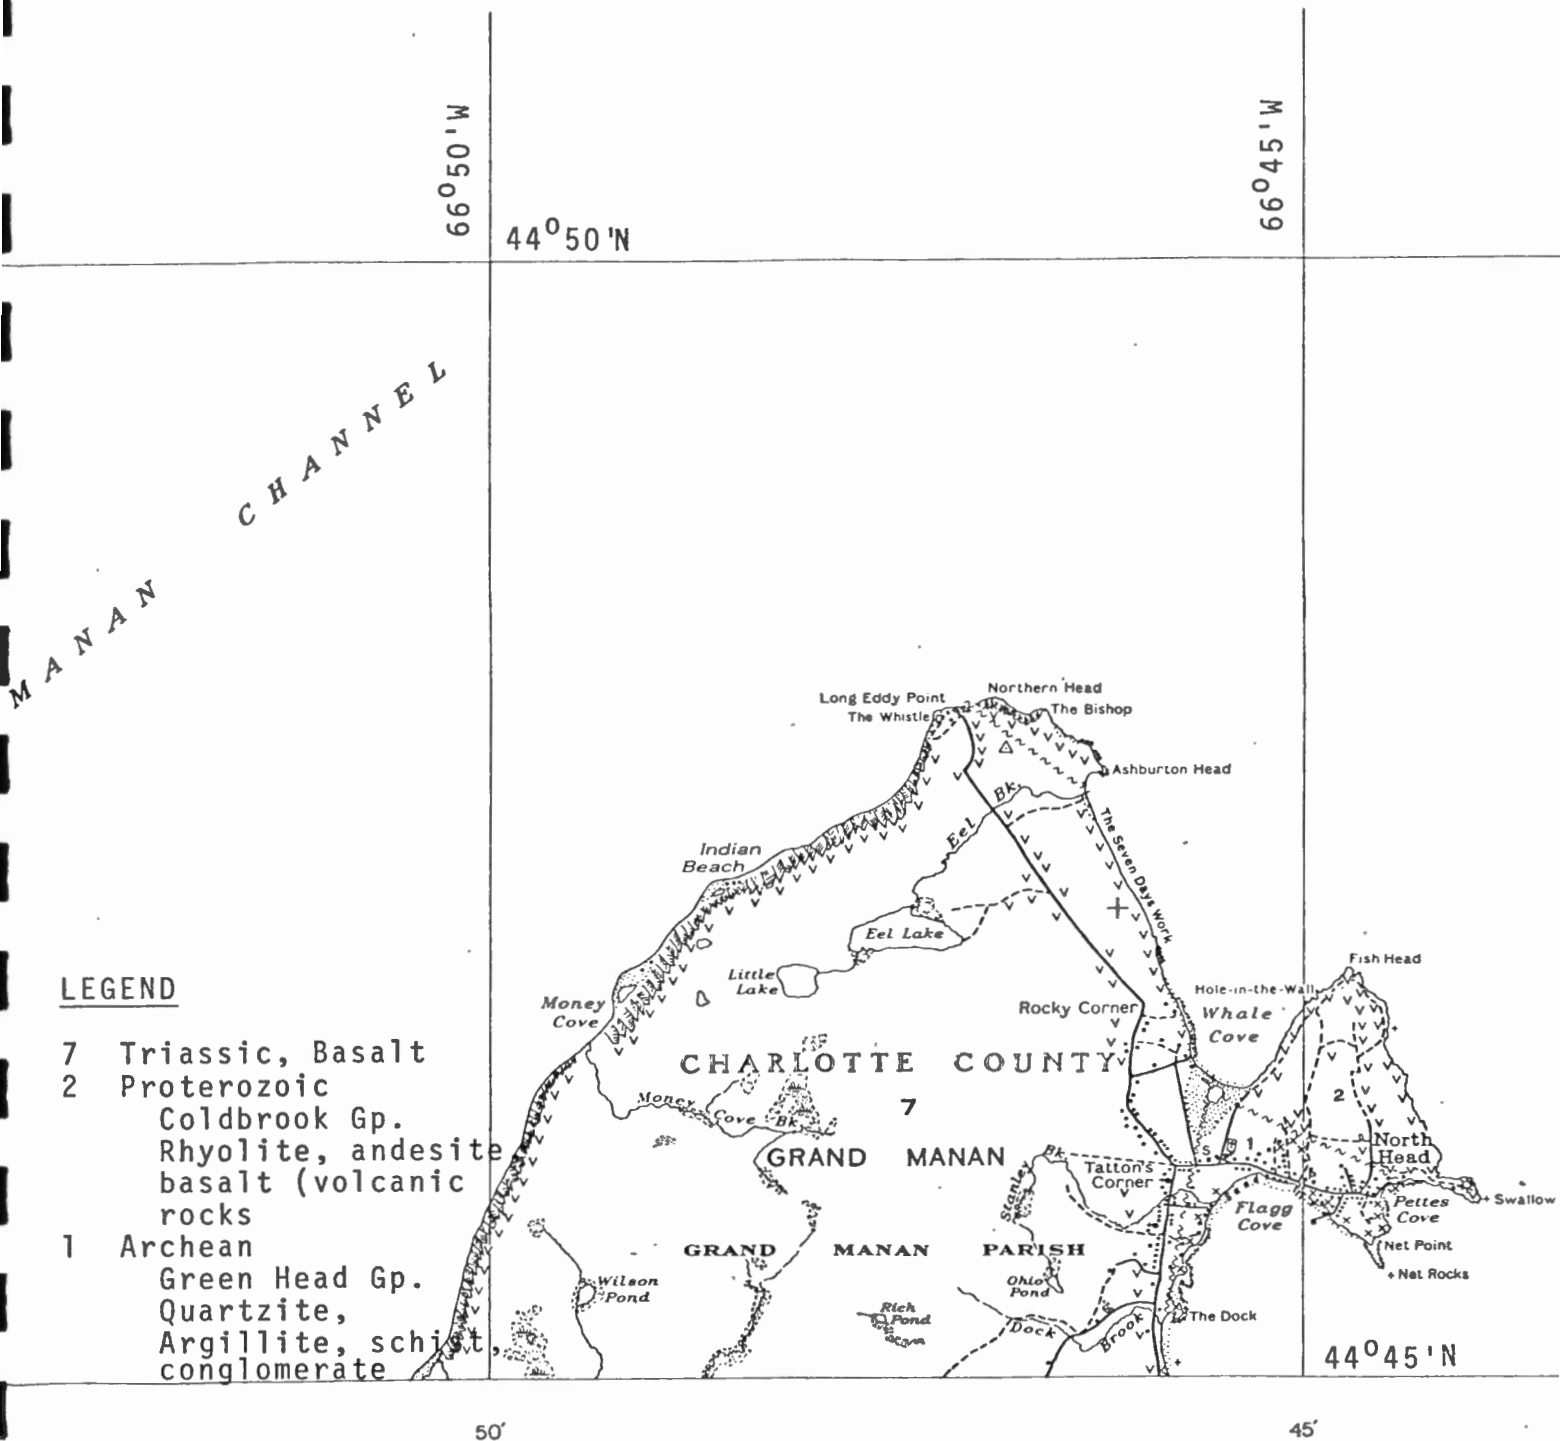 66°50'W
66°45'W
44°50'N
MANAN CHANNEL
Northern Head
Long Eddy Point
The Whistle
The Bishop
Ashburton Head
Eel Bk.
The Seven Days Work
Indian
Beach
Eel Lake
Little
Lake
Fish Head
Hole-in-the-Wall
Whale
Cove
Money
Cove
Rocky Corner
LEGEND
7 Triassic, Basalt
2 Proterozoic
Coldbrook Gp.
Rhyolite, andesite
basalt (volcanic
rocks
1 Archean
Green Head Gp.
Quartzite,
Argillite, schist,
conglomerate
CHARLOTTE COUNTY
7
2
Money Cove Bk.
GRAND MANAN
North
Head
S
1
Stanley Bk.
Tatton's
Corner
Flagg
Cove
Pettes
Cove
Swallow
GRAND MANAN PARISH
Net Point
Net Rocks
Wilson
Pond
Ohio
Pond
Rich
Pond
Dock Brook
The Dock
44°45'N
50'
45'